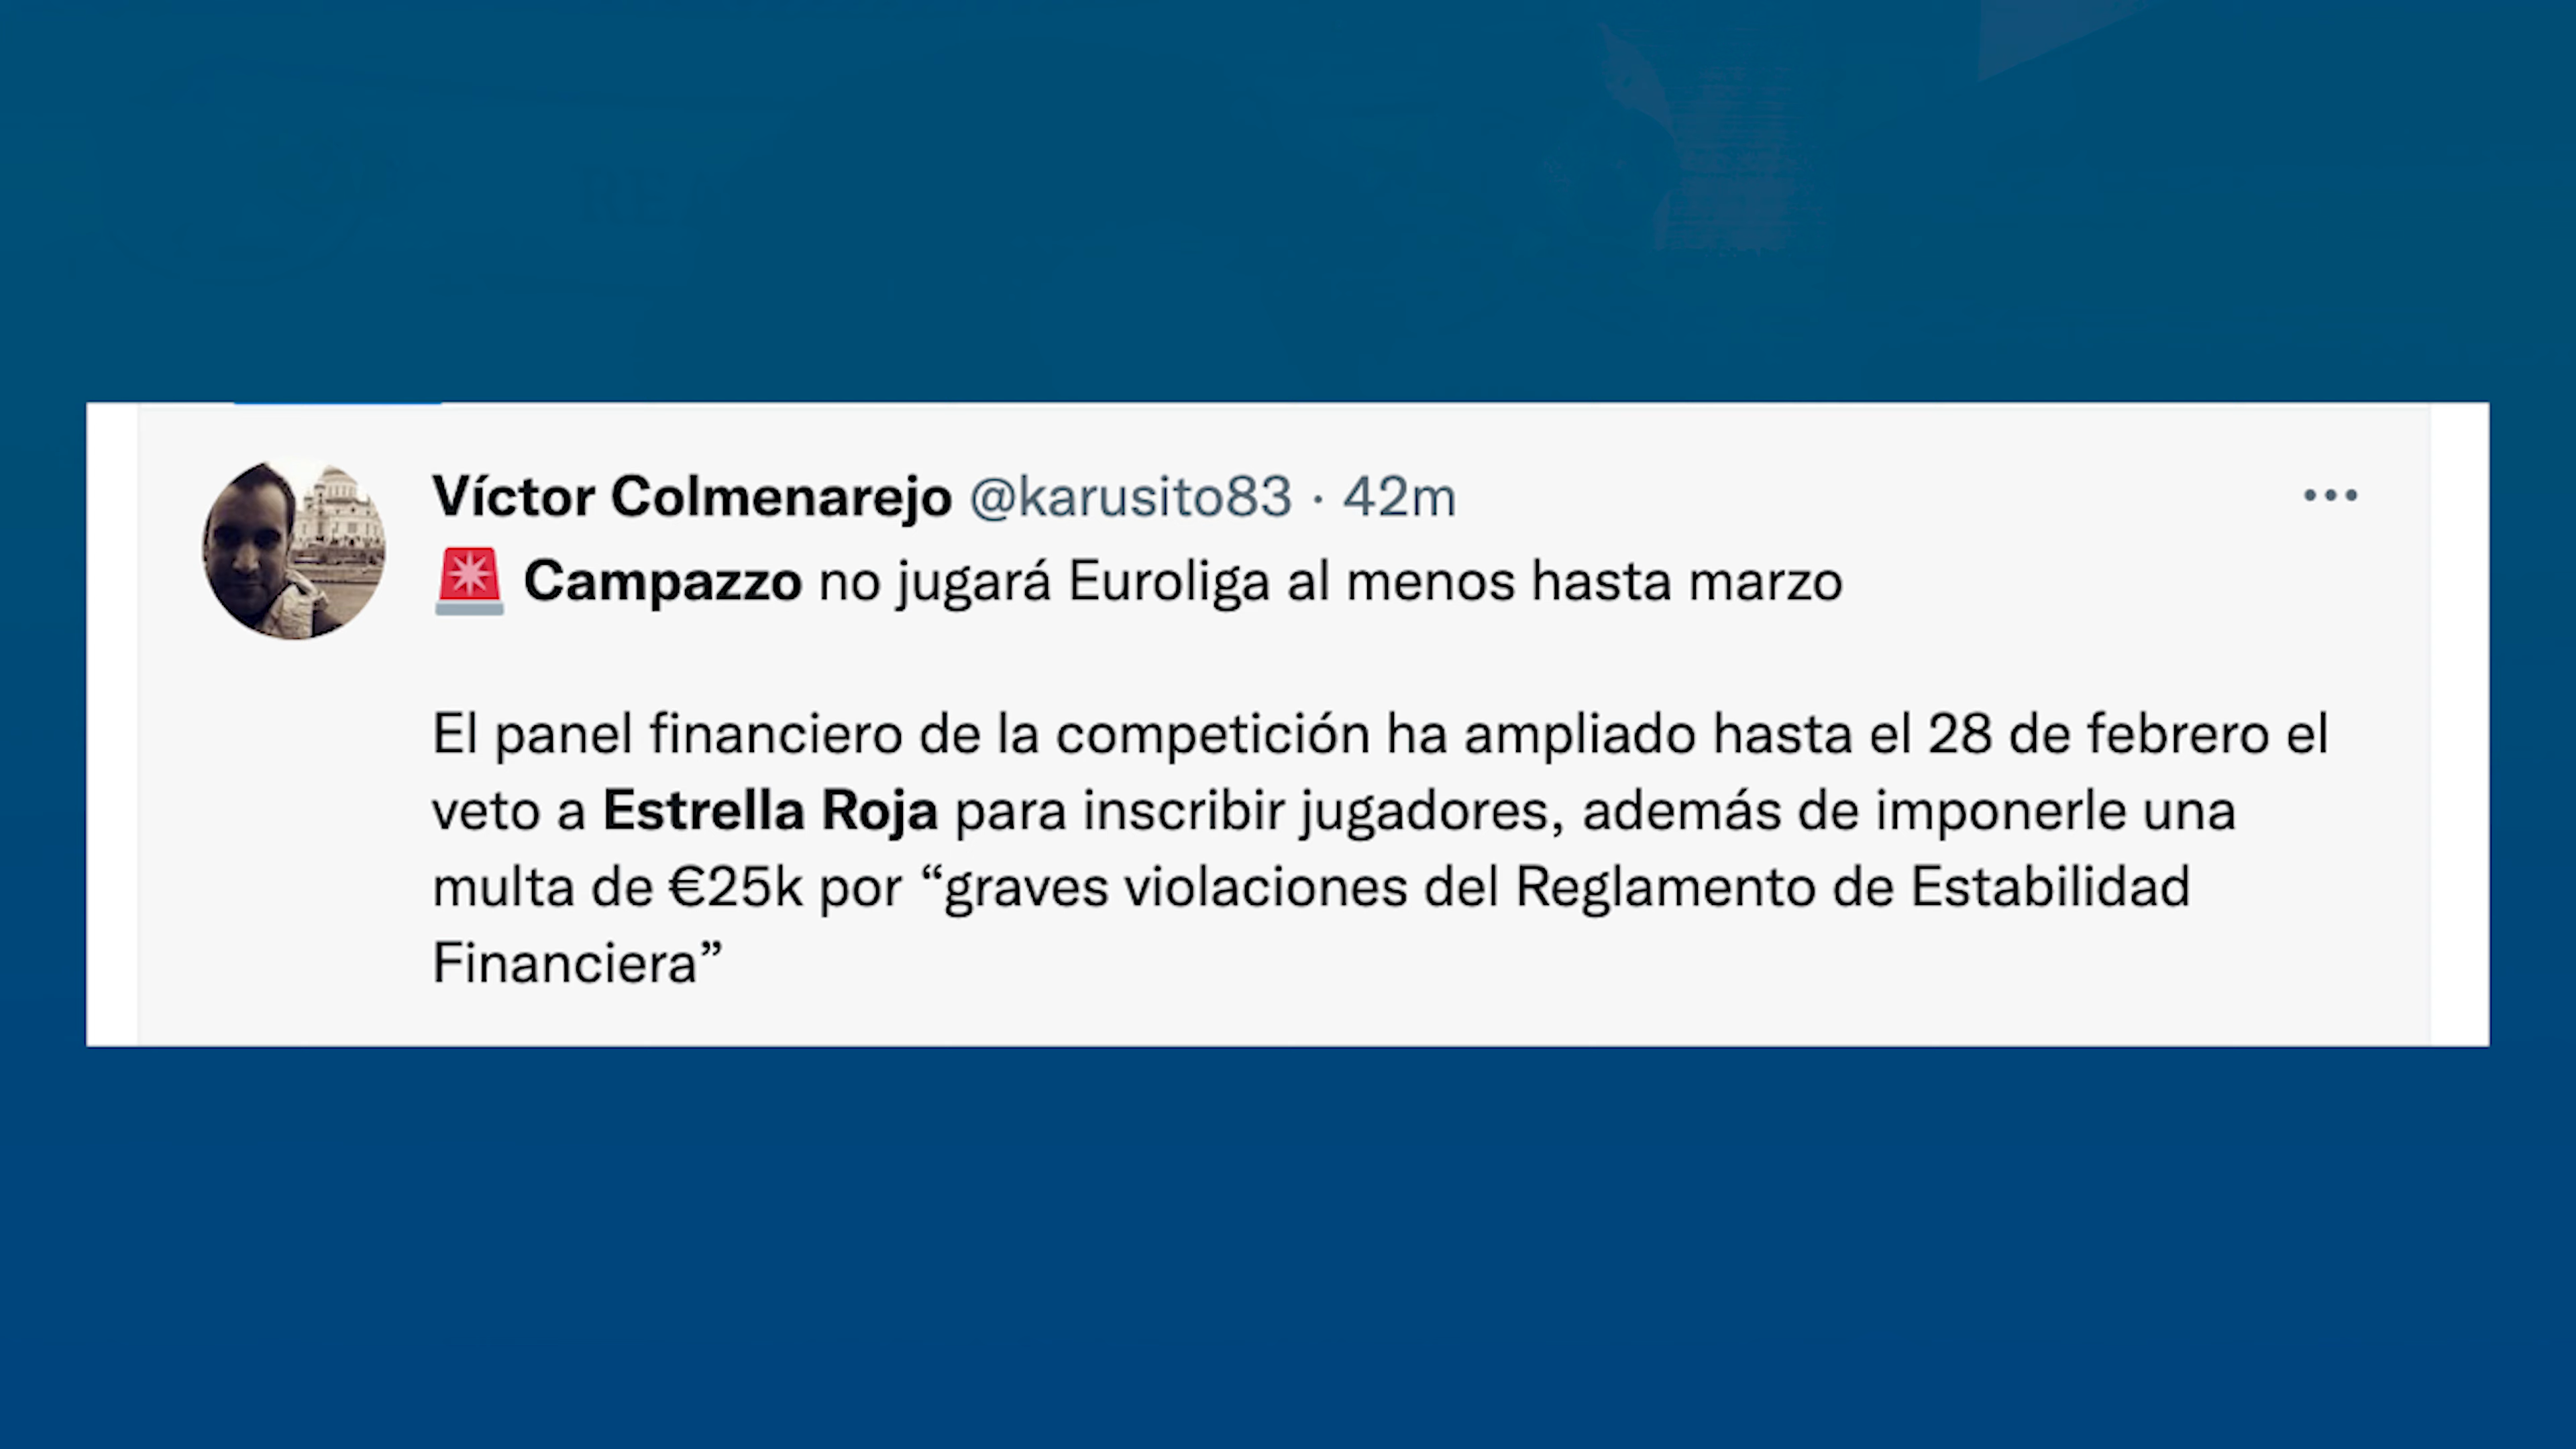 Víctor Colmenarejo @karusito83 · 42m
🚨 Campazzo no jugará Euroliga al menos hasta marzo
El panel financiero de la competición ha ampliado hasta el 28 de febrero el
veto a Estrella Roja para inscribir jugadores, además de imponerle una
multa de €25k por “graves violaciones del Reglamento de Estabilidad
Financiera”